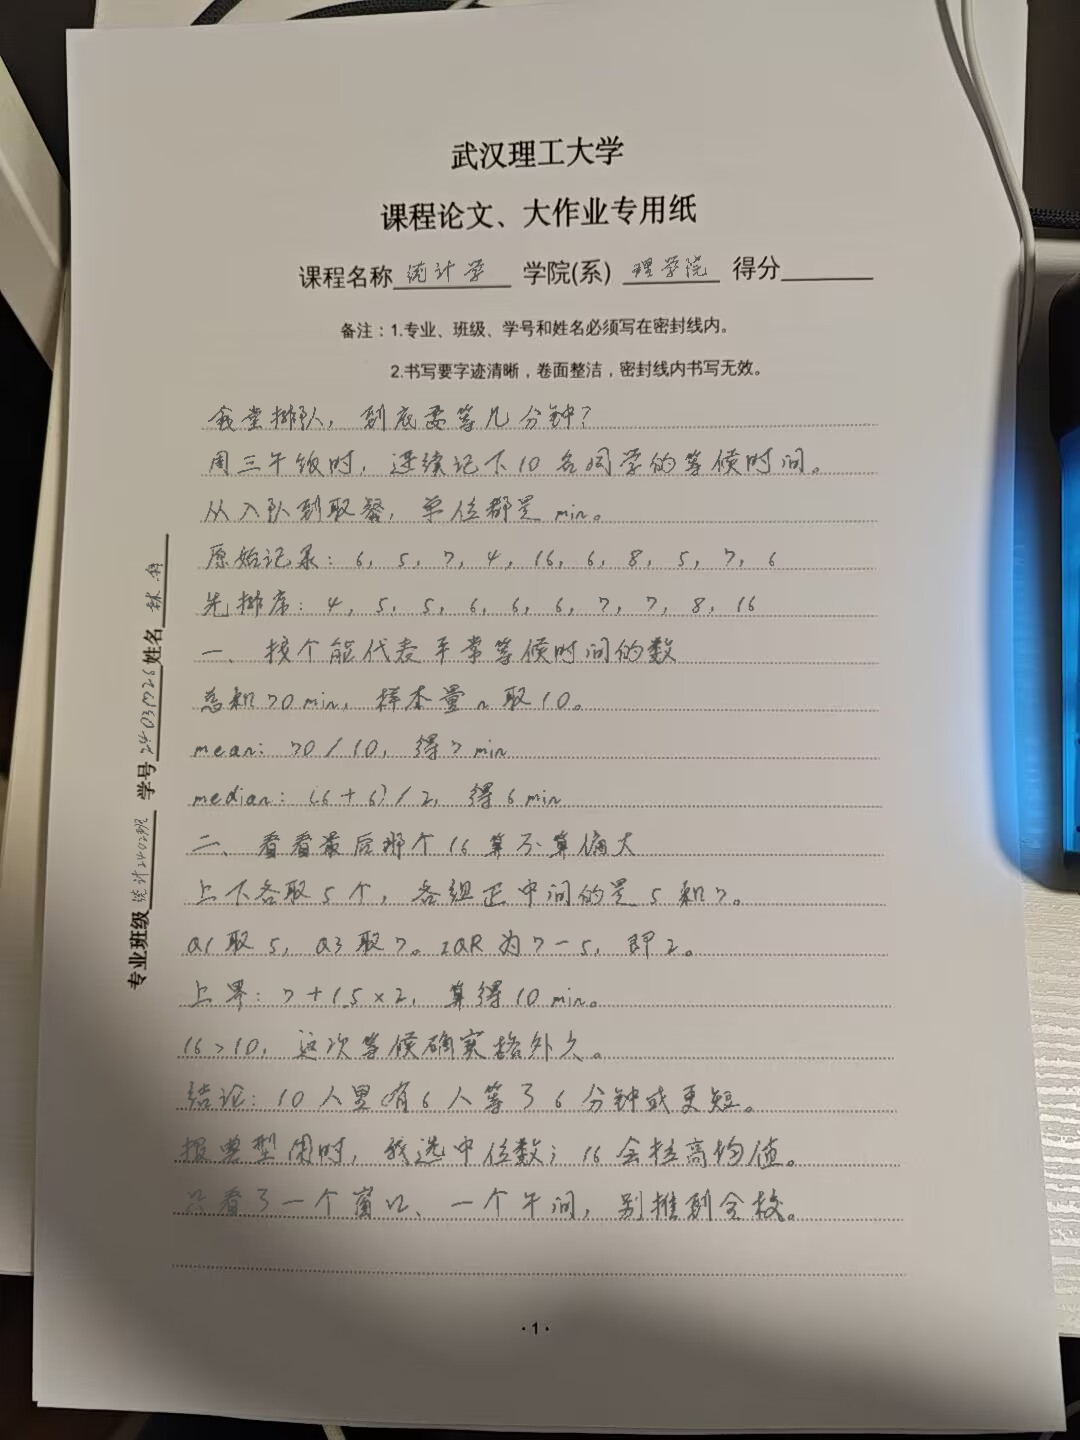 武汉理工大学
课程论文、大作业专用纸
课程名称 统计学 学院(系) 理学院 得分
备注：1.专业、班级、学号和姓名必须写在密封线内。
2.书写要字迹清晰，卷面整洁，密封线内书写无效。
食堂排队，到底要等几分钟？
周三午饭时，连续记下10名同学的等候时间。
从入队到取餐，单位都是min。
原始记录：6，5，7，4，16，6，8，5，7，6
先排序：4，5，5，6，6，6，7，7，8，16
一、找个能代表平常等候时间的数
总和70min，样本量n取10。
mean：70/10，得7min
median：(6+6)/2，得6min
二、看看最后那个16算不算偏大
上下各取5个，各组正中间的是5和7。
Q1取5，Q3取7。IQR为7-5，即2。
上界：7+1.5×2，算得10min。
16>10，这次等候确实格外久。
结论：10人里有6人等了6分钟或更短。
报典型用时，我选中位数；16会拉高均值。
只看了一个窗口、一个午间，别推到全校。
专业班级 统计2402班 学号 姓名 林
·1·